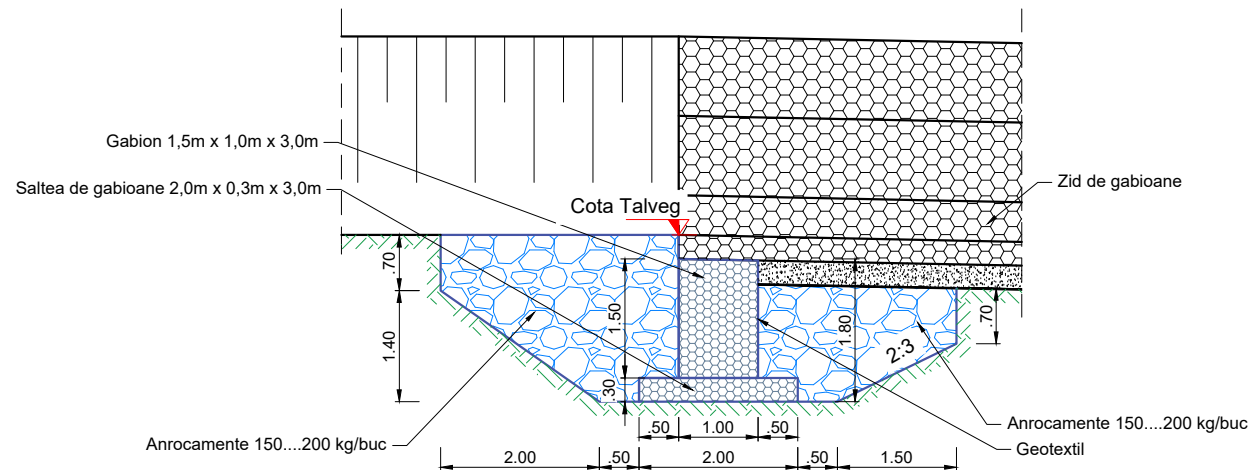 Gabion 1,5m x 1,0m x 3,0m
Saltea de gabioane 2,0m x 0,3m x 3,0m
Cota Talveg
Zid de gabioane
.70
1.40
1.50
.30
1.80
.70
2:3
Anrocamente 150....200 kg/buc
Anrocamente 150....200 kg/buc
Geotextil
.50 1.00 .50
2.00 .50 2.00 .50 1.50